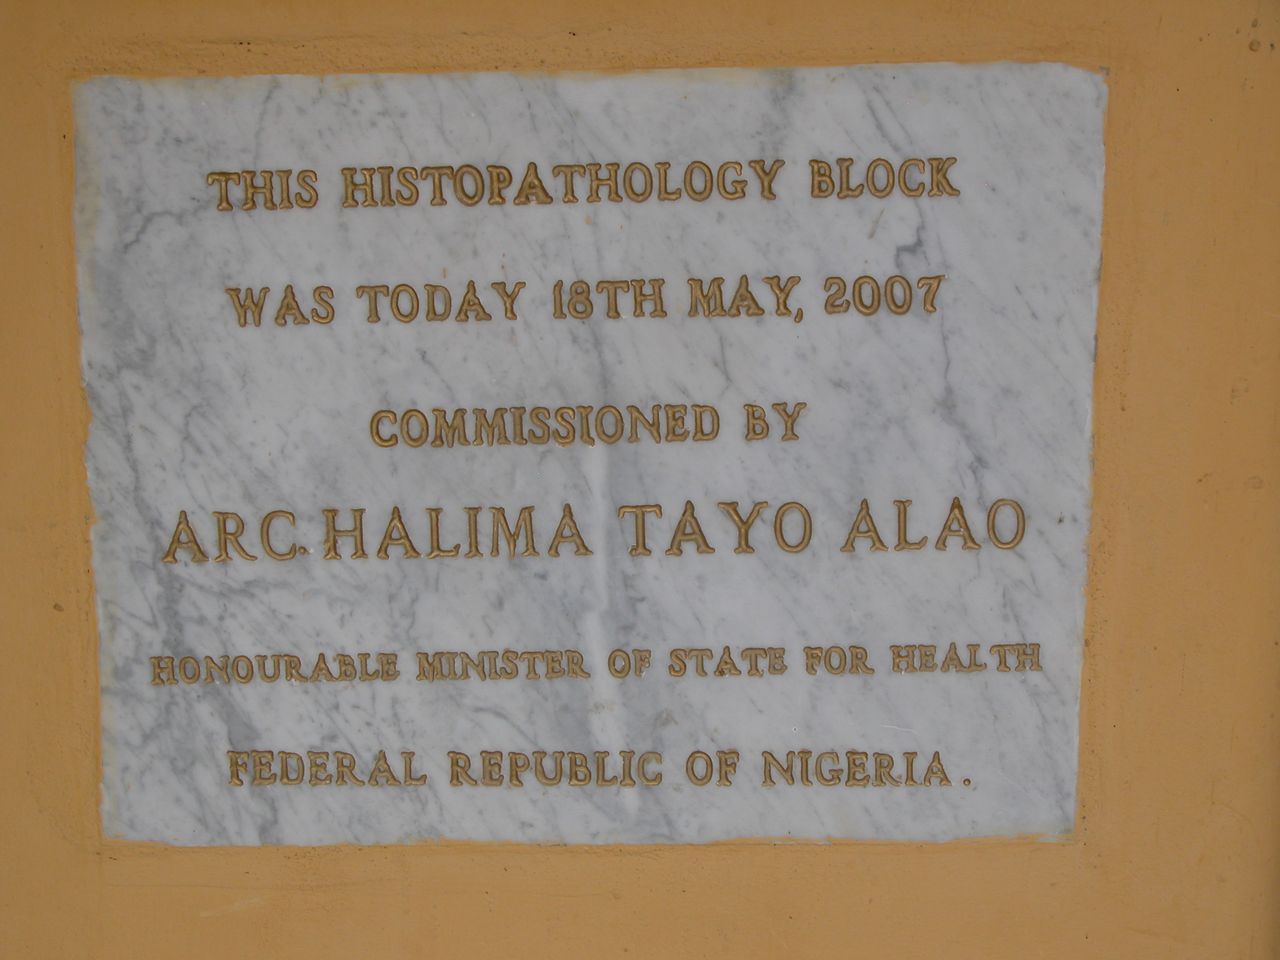 THIS HISTOPATHOLOGY BLOCK
WAS TODAY 18TH MAY, 2007
COMMISSIONED BY
ARC. HALIMA TAYO ALAO
HONOURABLE MINISTER OF STATE FOR HEALTH
FEDERAL REPUBLIC OF NIGERIA.